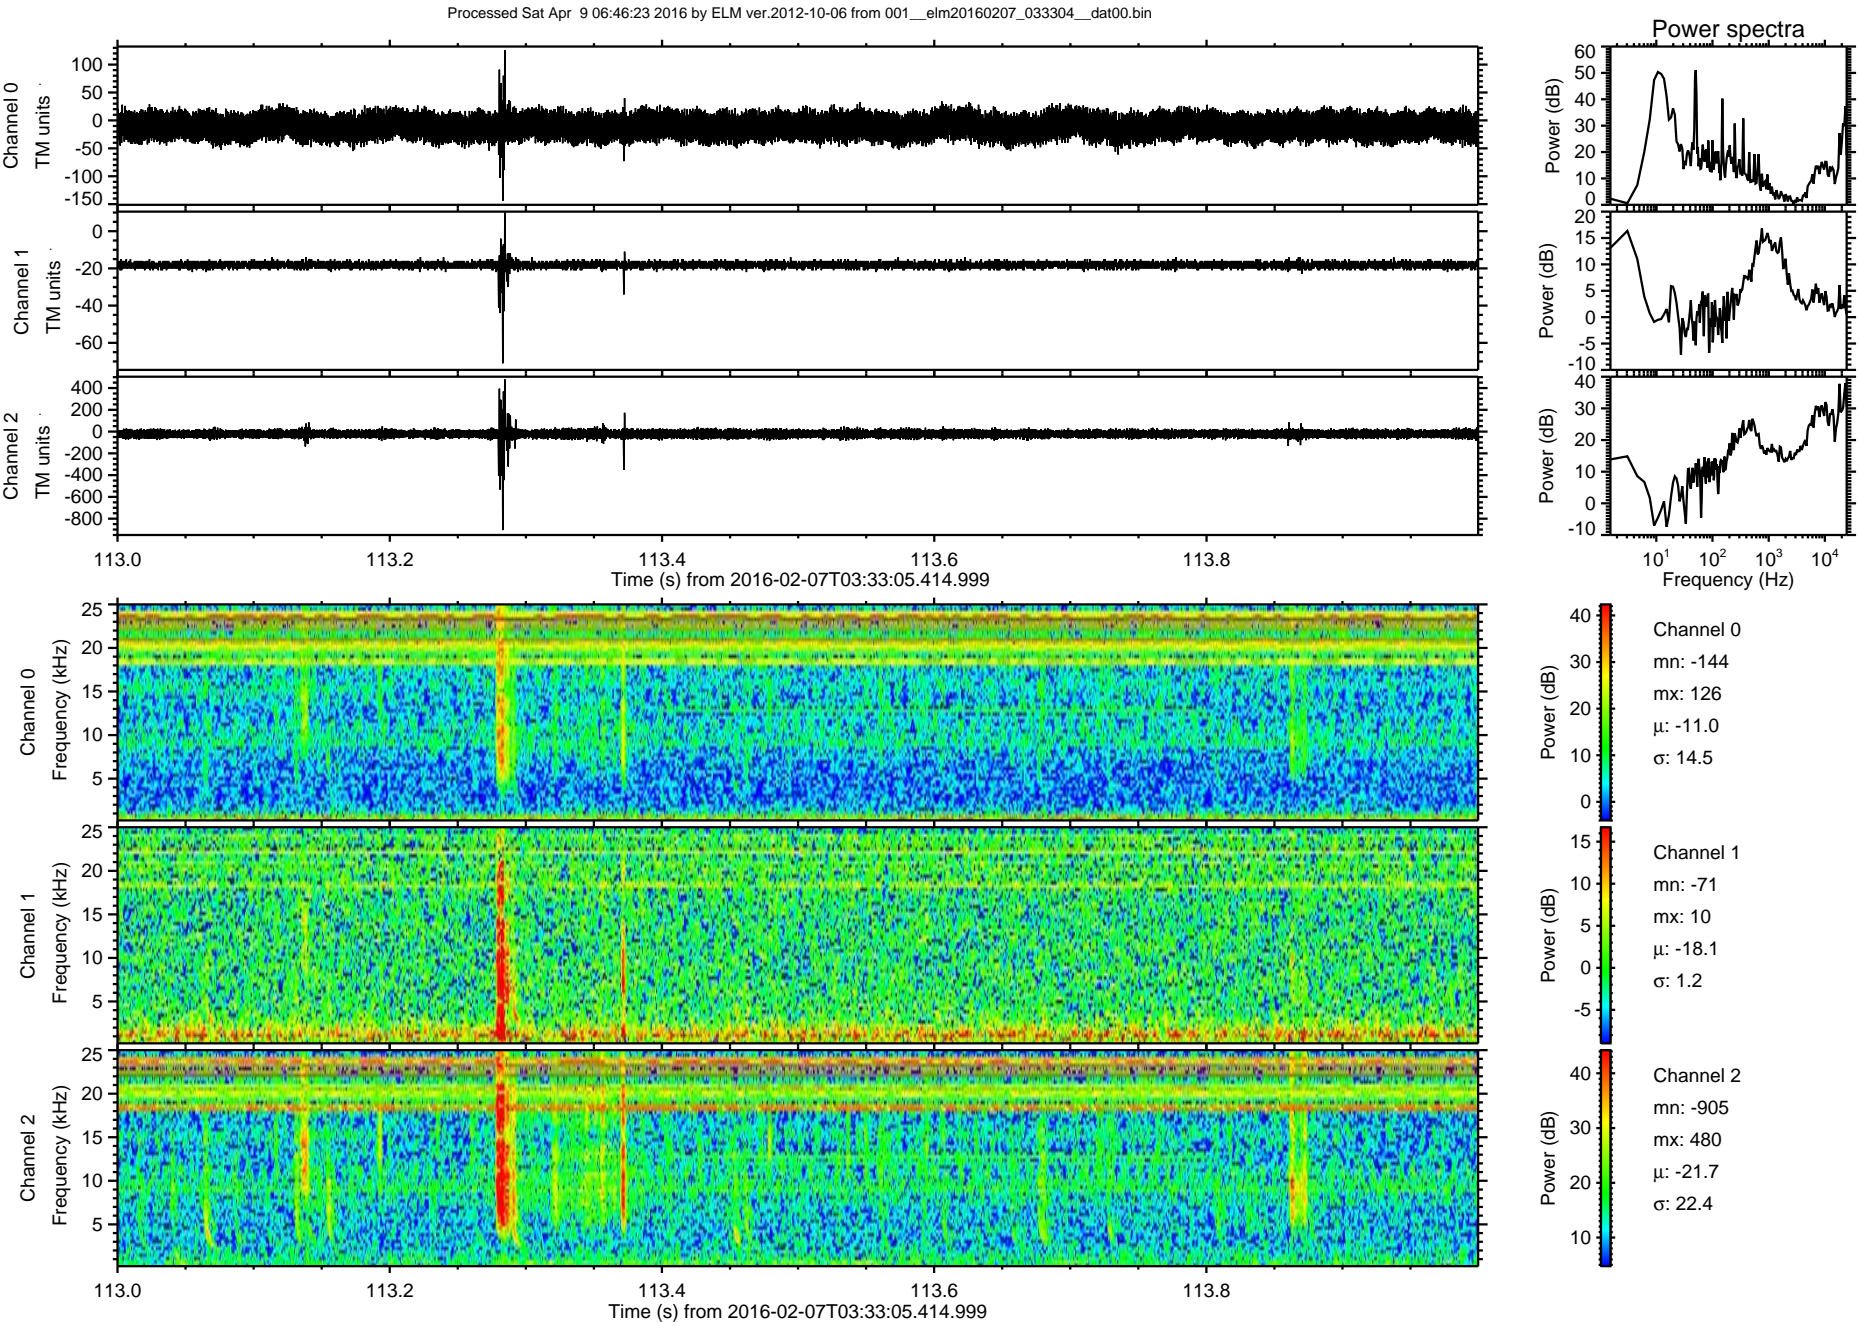 Processed Sat Apr  9 06:46:23 2016 by ELM ver.2012-10-06 from 001__elm20160207_033304__dat00.bin
Power spectra
Channel 0
TM units
100
50
0
-50
-100
-150
Power (dB)
60
50
40
30
20
10
0
Channel 1
TM units
0
-20
-40
-60
Power (dB)
20
15
10
5
0
-5
-10
Channel 2
TM units
400
200
0
-200
-400
-600
-800
Power (dB)
40
30
20
10
0
-10
113.0 113.2 113.4 113.6 113.8
Time (s) from 2016-02-07T03:33:05.414.999
10^1 10^2 10^3 10^4
Frequency (Hz)
Channel 0
Frequency (kHz)
25
20
15
10
5
Power (dB)
40
30
20
10
0
Channel 0
mn: -144
mx: 126
µ: -11.0
σ: 14.5
Channel 1
Frequency (kHz)
25
20
15
10
5
Power (dB)
15
10
5
0
-5
Channel 1
mn: -71
mx: 10
µ: -18.1
σ: 1.2
Channel 2
Frequency (kHz)
25
20
15
10
5
Power (dB)
40
30
20
10
Channel 2
mn: -905
mx: 480
µ: -21.7
σ: 22.4
113.0 113.2 113.4 113.6 113.8
Time (s) from 2016-02-07T03:33:05.414.999